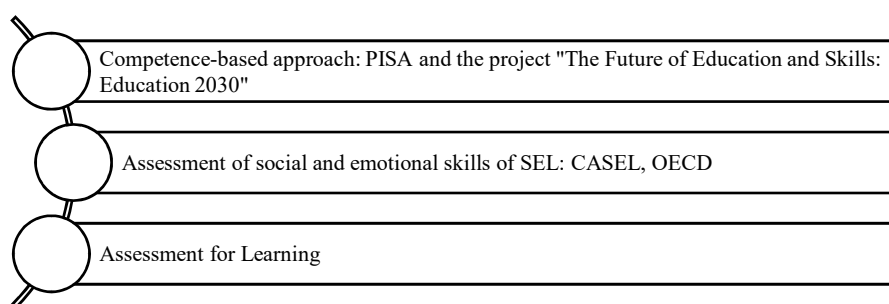 Competence-based approach: PISA and the project "The Future of Education and Skills:
Education 2030"
Assessment of social and emotional skills of SEL: CASEL, OECD
Assessment for Learning